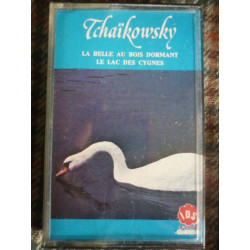 Tchaïkowsky
LA BELLE AU BOIS DORMANT
LE LAC DES CYGNES